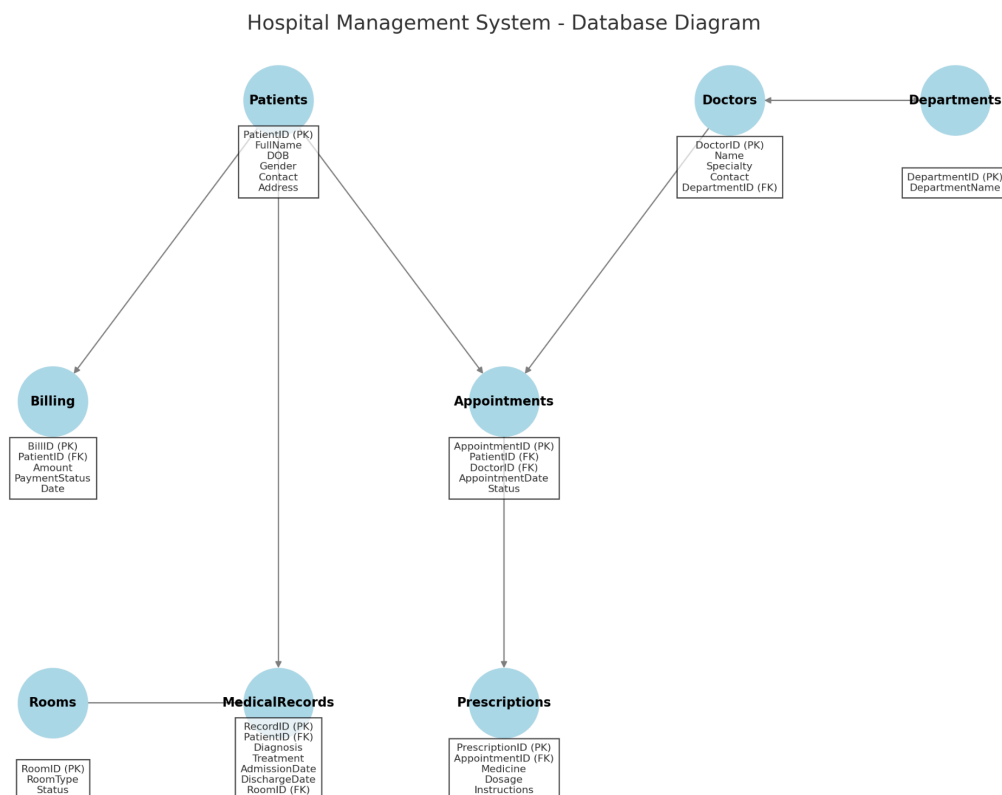 Hospital Management System - Database Diagram
Patients
PatientID (PK)
FullName
DOB
Gender
Contact
Address
Doctors
DoctorID (PK)
Name
Specialty
Contact
DepartmentID (FK)
Departments
DepartmentID (PK)
DepartmentName
Billing
BillID (PK)
PatientID (FK)
Amount
PaymentStatus
Date
Appointments
AppointmentID (PK)
PatientID (FK)
DoctorID (FK)
AppointmentDate
Status
Rooms
RoomID (PK)
RoomType
Status
MedicalRecords
RecordID (PK)
PatientID (FK)
Diagnosis
Treatment
AdmissionDate
DischargeDate
RoomID (FK)
Prescriptions
PrescriptionID (PK)
AppointmentID (FK)
Medicine
Dosage
Instructions